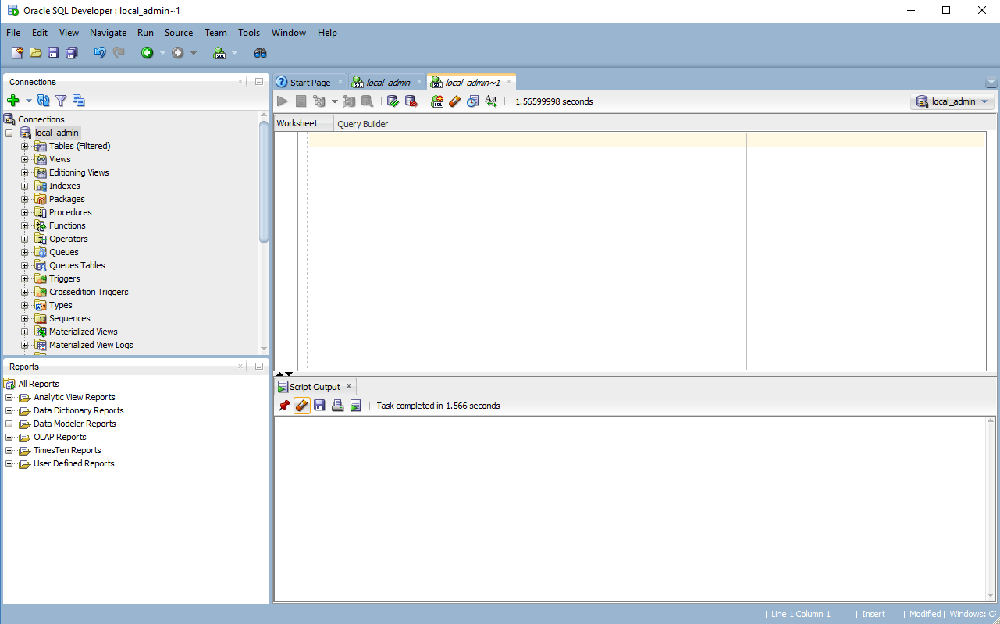 Oracle SQL Developer : local_admin~1
File Edit View Navigate Run Source Team Tools Window Help
Connections
Connections
local_admin
Tables (Filtered)
Views
Editioning Views
Indexes
Packages
Procedures
Functions
Operators
Queues
Queues Tables
Triggers
Crossedition Triggers
Types
Sequences
Materialized Views
Materialized View Logs
Reports
All Reports
Analytic View Reports
Data Dictionary Reports
Data Modeler Reports
OLAP Reports
TimesTen Reports
User Defined Reports
Start Page local_admin local_admin~1
1.56599998 seconds local_admin
Worksheet Query Builder
Script Output
Task completed in 1.566 seconds
Line 1 Column 1 | Insert | Modified | Windows: